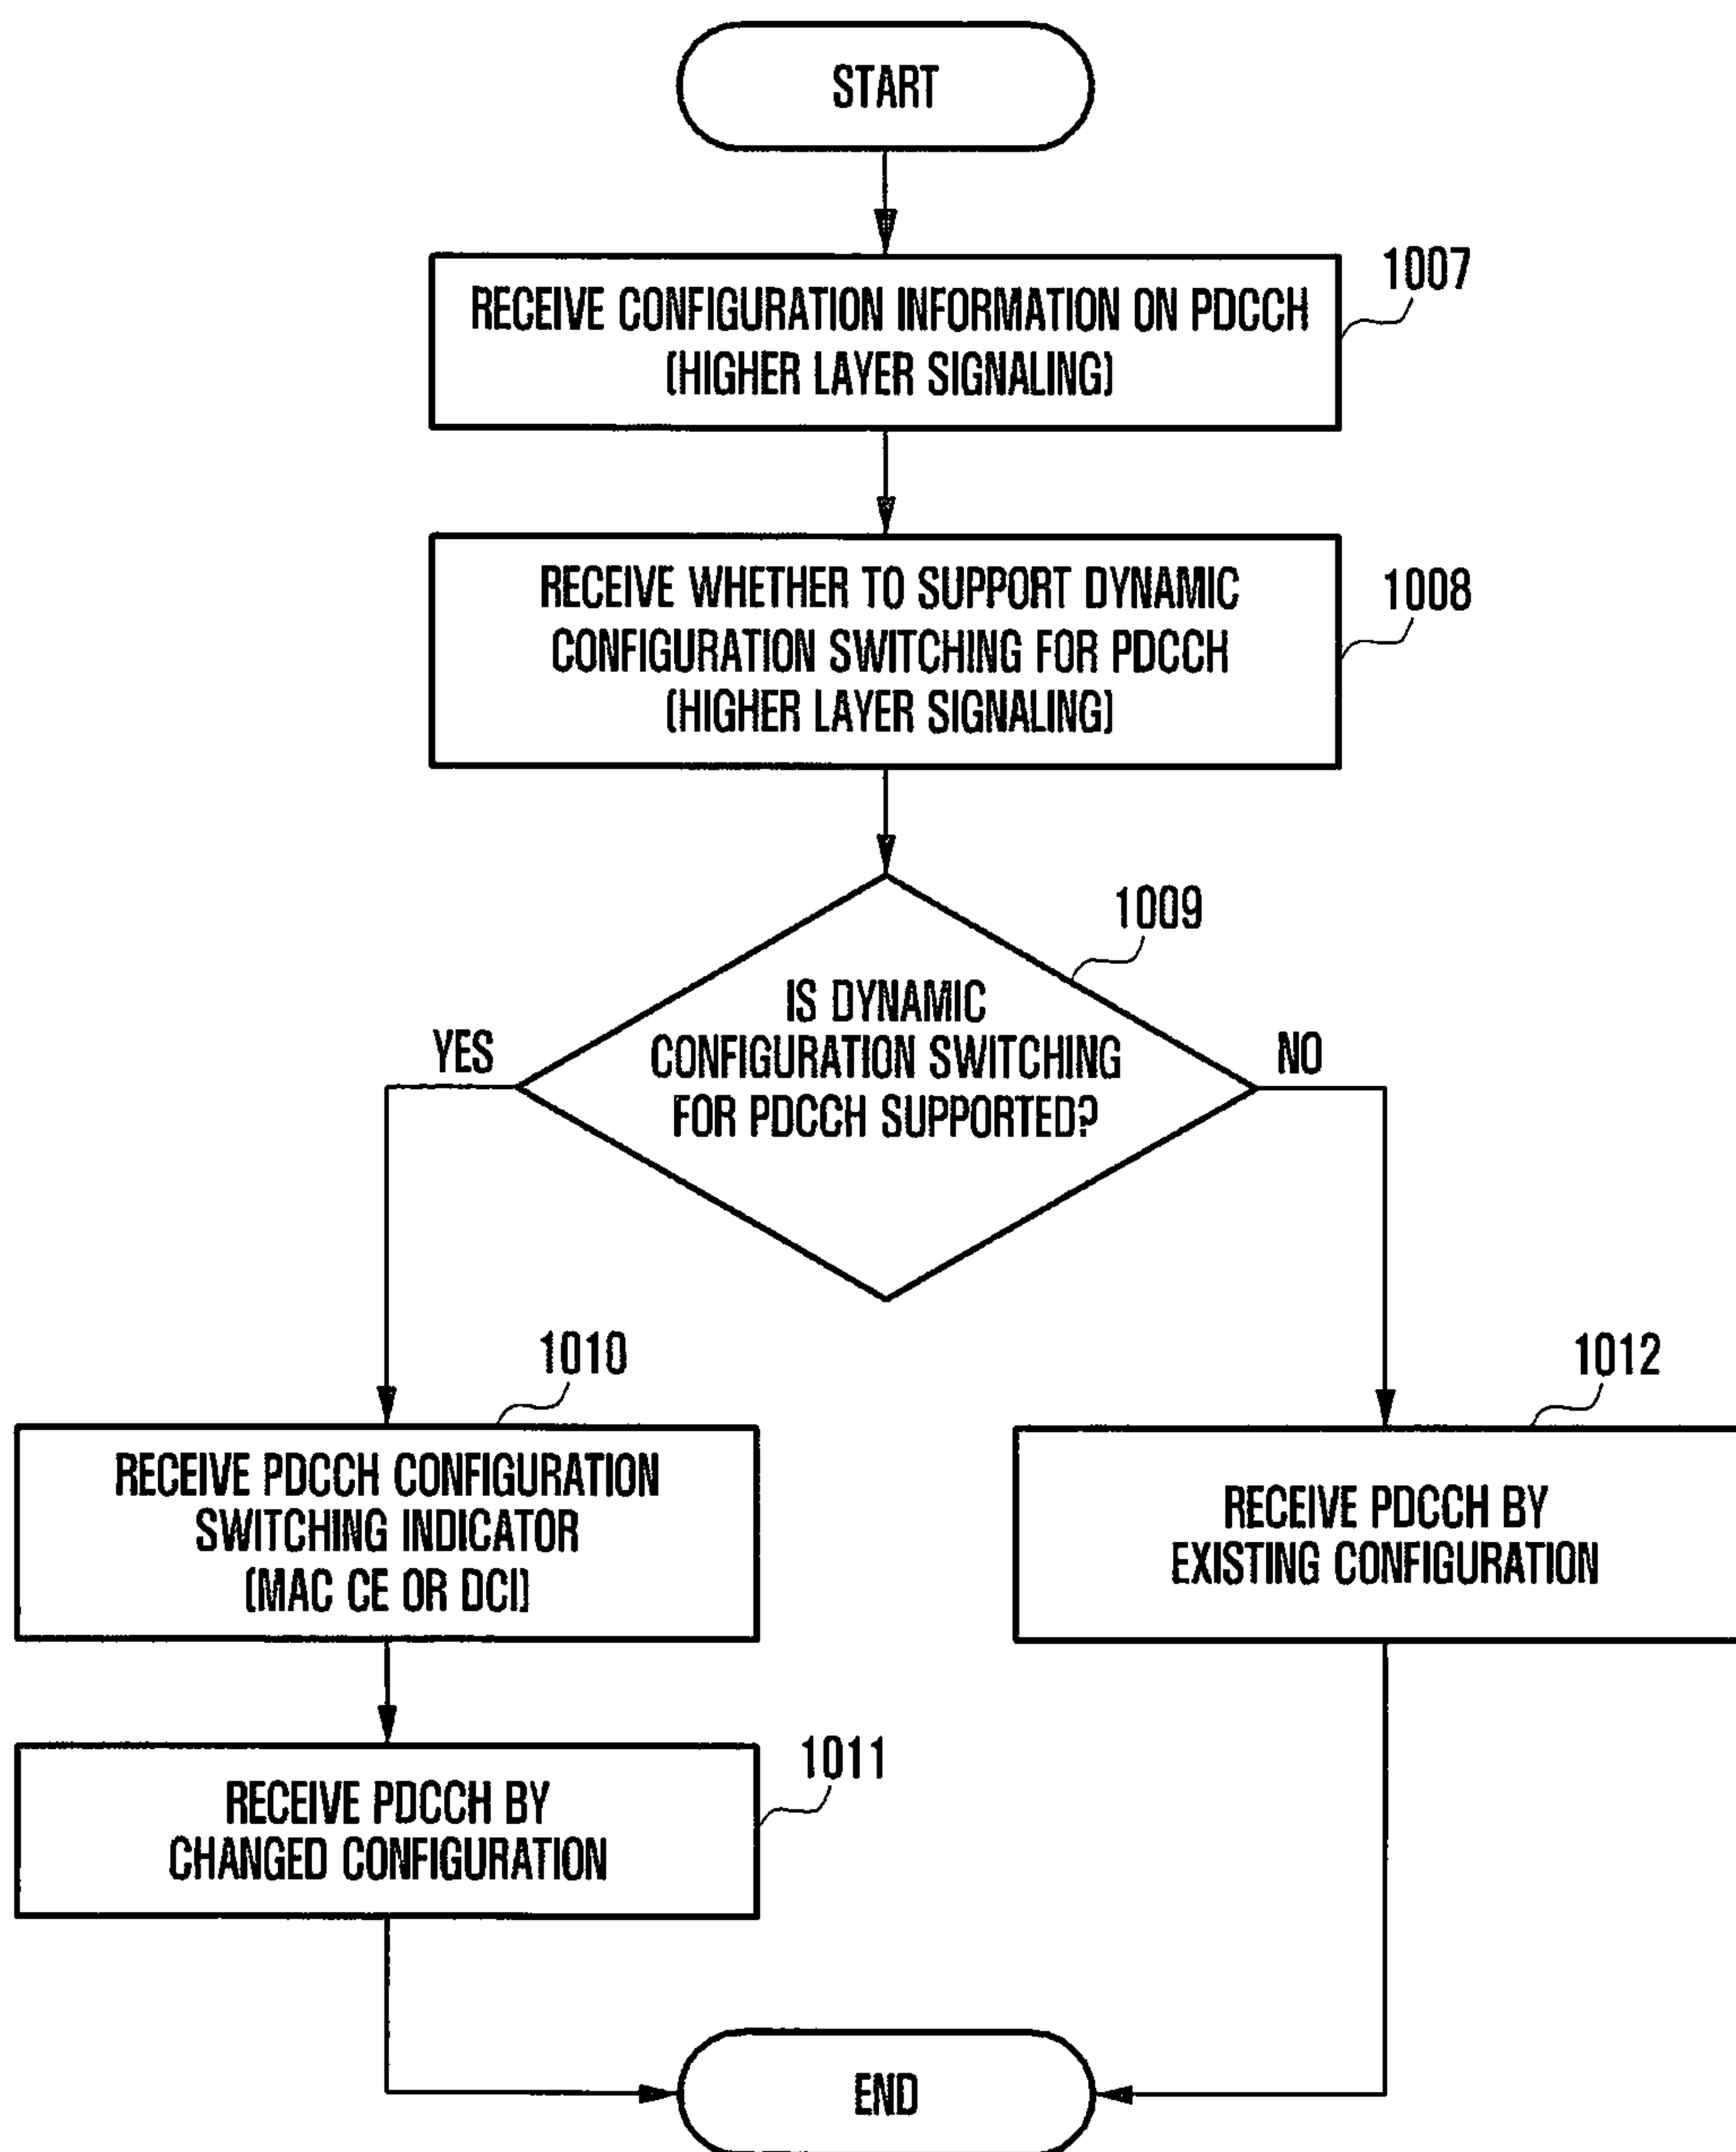 START
1007
RECEIVE CONFIGURATION INFORMATION ON PDCCH
(HIGHER LAYER SIGNALING)
1008
RECEIVE WHETHER TO SUPPORT DYNAMIC
CONFIGURATION SWITCHING FOR PDCCH
(HIGHER LAYER SIGNALING)
1009
IS DYNAMIC
CONFIGURATION SWITCHING
FOR PDCCH SUPPORTED?
YES
NO
1010
RECEIVE PDCCH CONFIGURATION
SWITCHING INDICATOR
(MAC CE OR DCI)
1012
RECEIVE PDCCH BY
EXISTING CONFIGURATION
1011
RECEIVE PDCCH BY
CHANGED CONFIGURATION
END